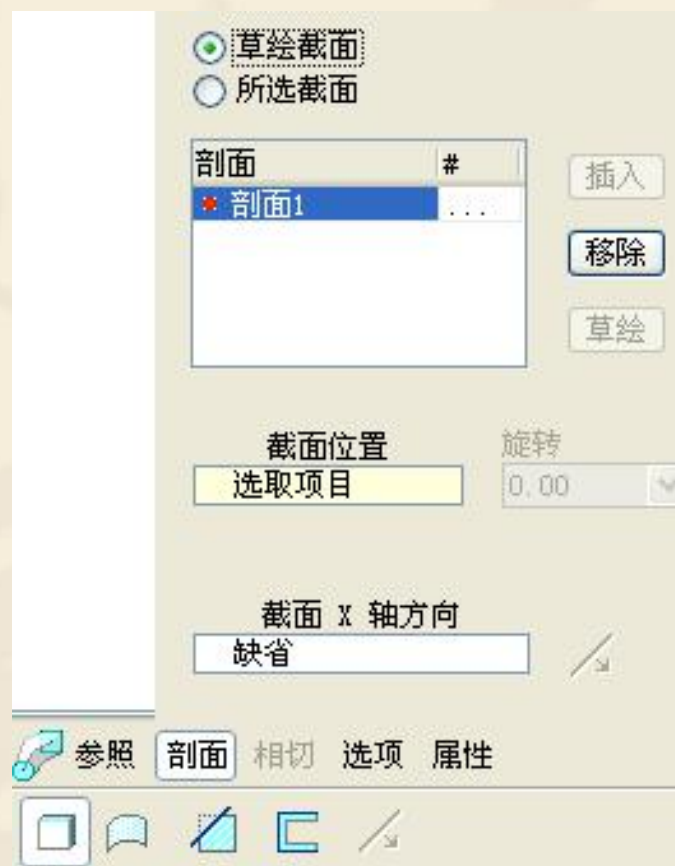 草绘截面
所选截面
剖面 #
剖面1 ...
插入
移除
草绘
截面位置 旋转
选取项目 0.00
截面 X 轴方向
缺省
参照 剖面 相切 选项 属性